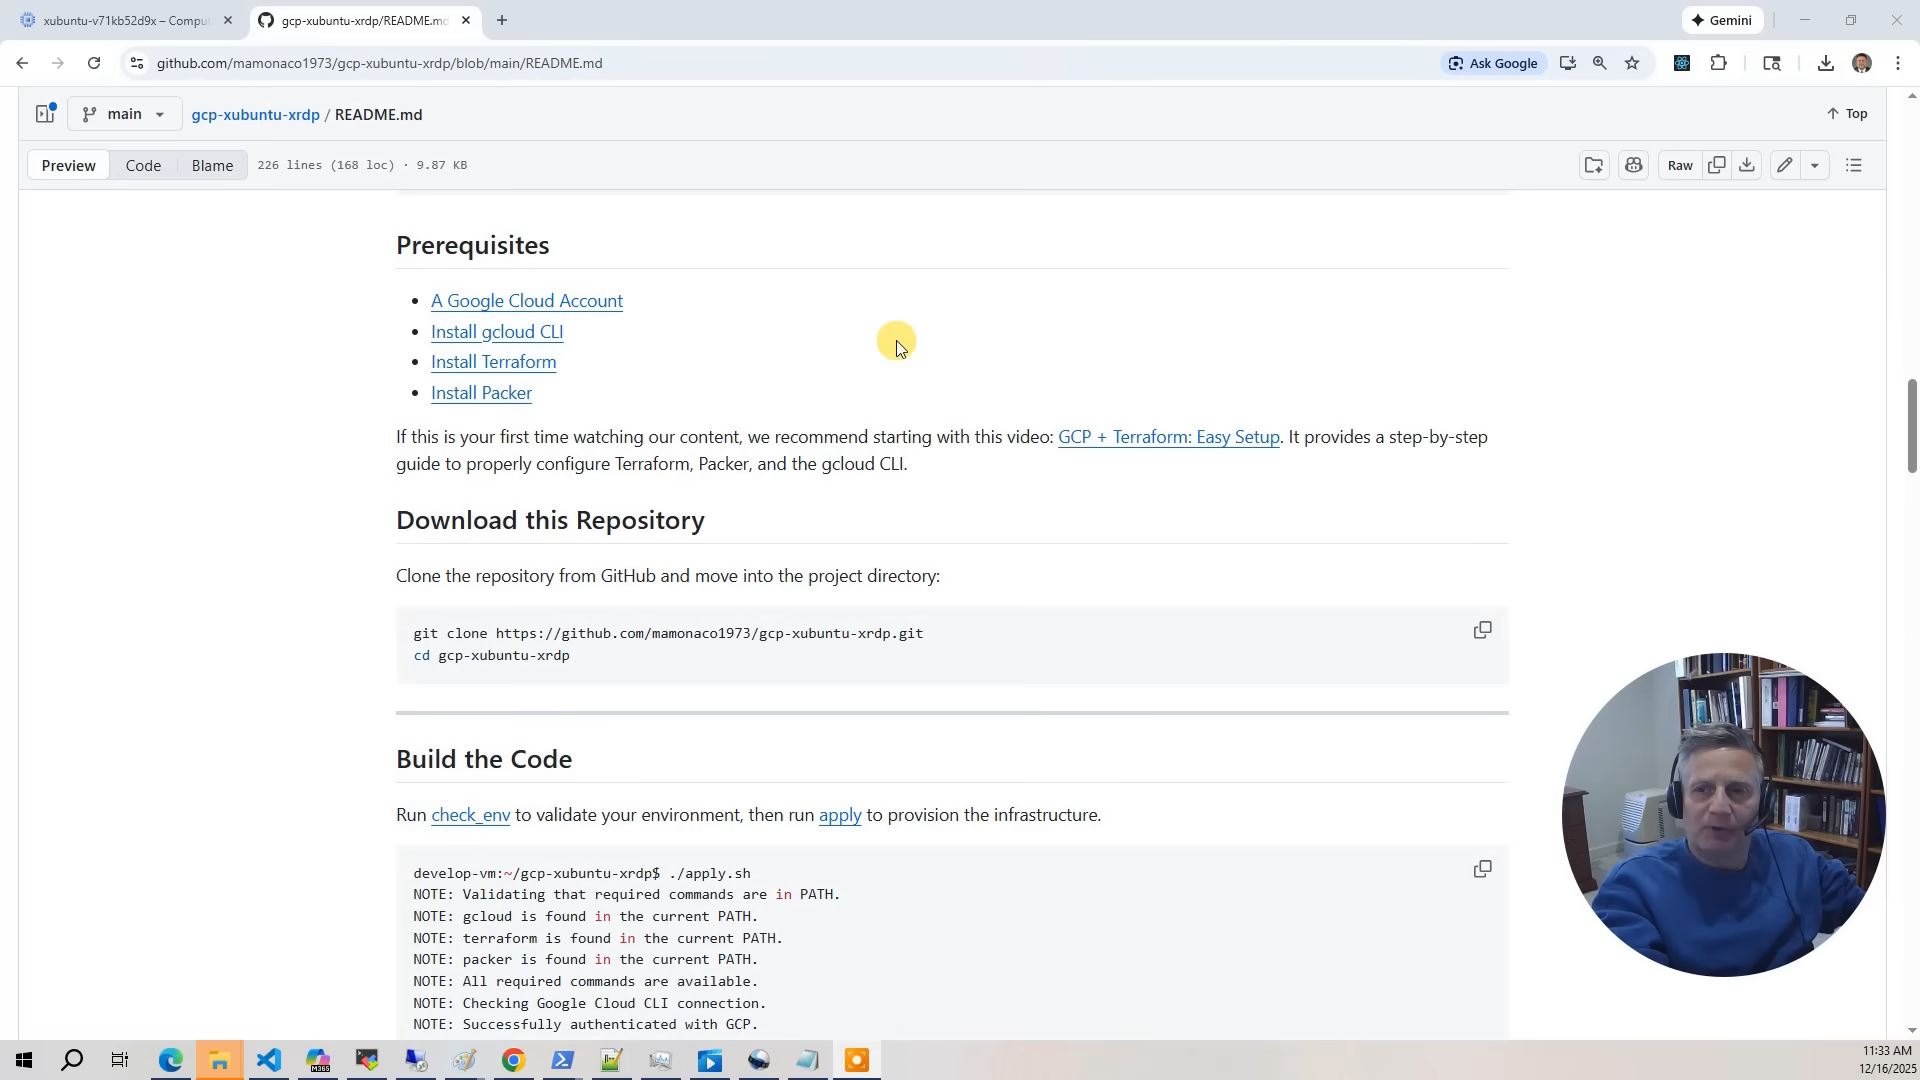 xubuntu-v71kb52d9x – Comput
gcp-xubuntu-xrdp/README.md
Gemini
github.com/mamonaco1973/gcp-xubuntu-xrdp/blob/main/README.md
Ask Google
main
gcp-xubuntu-xrdp / README.md
Top
Preview
Code
Blame
226 lines (168 loc) · 9.87 KB
Raw
Prerequisites
• A Google Cloud Account
• Install gcloud CLI
• Install Terraform
• Install Packer
If this is your first time watching our content, we recommend starting with this video: GCP + Terraform: Easy Setup. It provides a step-by-step
guide to properly configure Terraform, Packer, and the gcloud CLI.
Download this Repository
Clone the repository from GitHub and move into the project directory:
git clone https://github.com/mamonaco1973/gcp-xubuntu-xrdp.git
cd gcp-xubuntu-xrdp
Build the Code
Run check_env to validate your environment, then run apply to provision the infrastructure.
develop-vm:~/gcp-xubuntu-xrdp$ ./apply.sh
NOTE: Validating that required commands are in PATH.
NOTE: gcloud is found in the current PATH.
NOTE: terraform is found in the current PATH.
NOTE: packer is found in the current PATH.
NOTE: All required commands are available.
NOTE: Checking Google Cloud CLI connection.
NOTE: Successfully authenticated with GCP.
M365
11:33 AM
12/16/2025